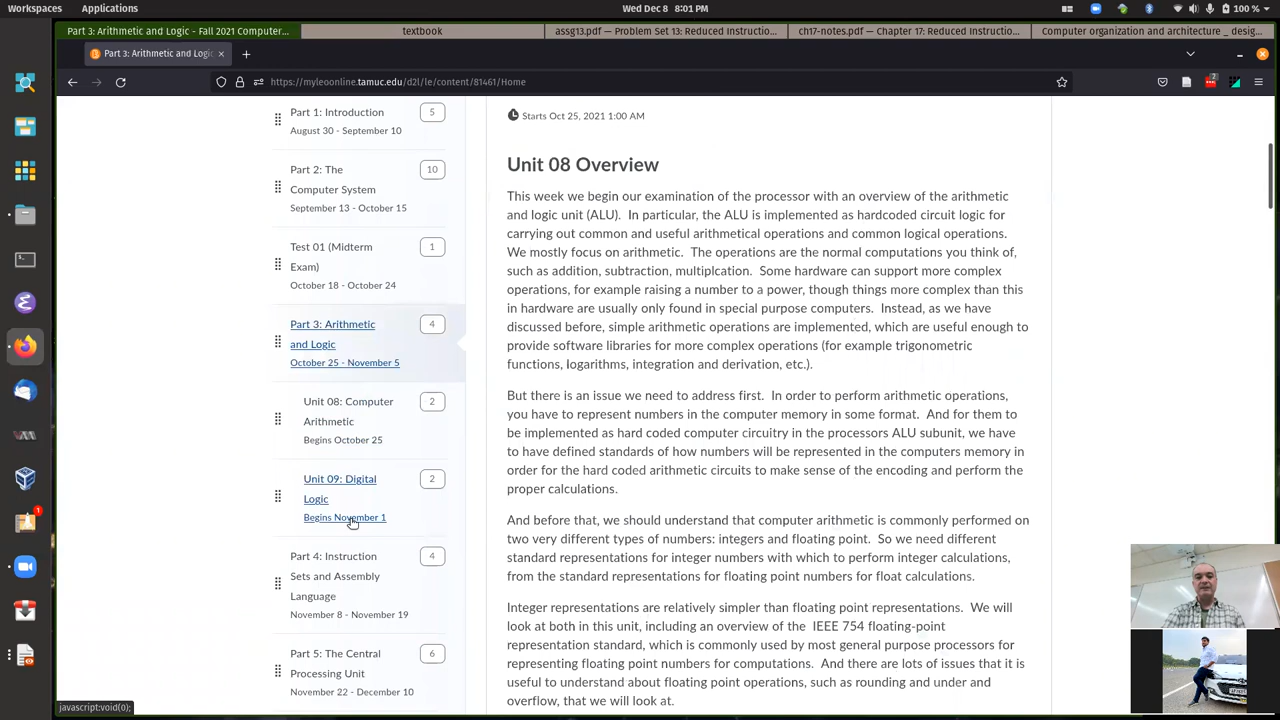 Workspaces
Applications
Wed Dec 8 8:01 PM
100 %
Part 3: Arithmetic and Logic - Fall 2021 Computer...
textbook
assg13.pdf — Problem Set 13: Reduced Instructio...
ch17-notes.pdf — Chapter 17: Reduced Instructio...
Computer organization and architecture _ desig...
Part 3: Arithmetic and Logic
https://myleoonline.tamuc.edu/d2l/le/content/81461/Home
Part 1: Introduction
5
August 30 - September 10
Part 2: The
Computer System
10
September 13 - October 15
Test 01 (Midterm
Exam)
1
October 18 - October 24
Part 3: Arithmetic
and Logic
4
October 25 - November 5
Unit 08: Computer
Arithmetic
2
Begins October 25
Unit 09: Digital
Logic
2
Begins November 1
Part 4: Instruction
Sets and Assembly
Language
4
November 8 - November 19
Part 5: The Central
Processing Unit
6
November 22 - December 10
Starts Oct 25, 2021 1:00 AM
Unit 08 Overview
This week we begin our examination of the processor with an overview of the arithmetic
and logic unit (ALU). In particular, the ALU is implemented as hardcoded circuit logic for
carrying out common and useful arithmetical operations and common logical operations.
We mostly focus on arithmetic. The operations are the normal computations you think of,
such as addition, subtraction, multiplcation. Some hardware can support more complex
operations, for example raising a number to a power, though things more complex than this
in hardware are usually only found in special purpose computers. Instead, as we have
discussed before, simple arithmetic operations are implemented, which are useful enough to
provide software libraries for more complex operations (for example trigonometric
functions, logarithms, integration and derivation, etc.).
But there is an issue we need to address first. In order to perform arithmetic operations,
you have to represent numbers in the computer memory in some format. And for them to
be implemented as hard coded computer circuitry in the processors ALU subunit, we have
to have defined standards of how numbers will be represented in the computers memory in
order for the hard coded arithmetic circuits to make sense of the encoding and perform the
proper calculations.
And before that, we should understand that computer arithmetic is commonly performed on
two very different types of numbers: integers and floating point. So we need different
standard representations for integer numbers with which to perform integer calculations,
from the standard representations for floating point numbers for float calculations.
Integer representations are relatively simpler than floating point representations. We will
look at both in this unit, including an overview of the IEEE 754 floating-point
representation standard, which is commonly used by most general purpose processors for
representing floating point numbers for computations. And there are lots of issues that it is
useful to understand about floating point operations, such as rounding and under and
overflow, that we will look at.
javascript:void(0);